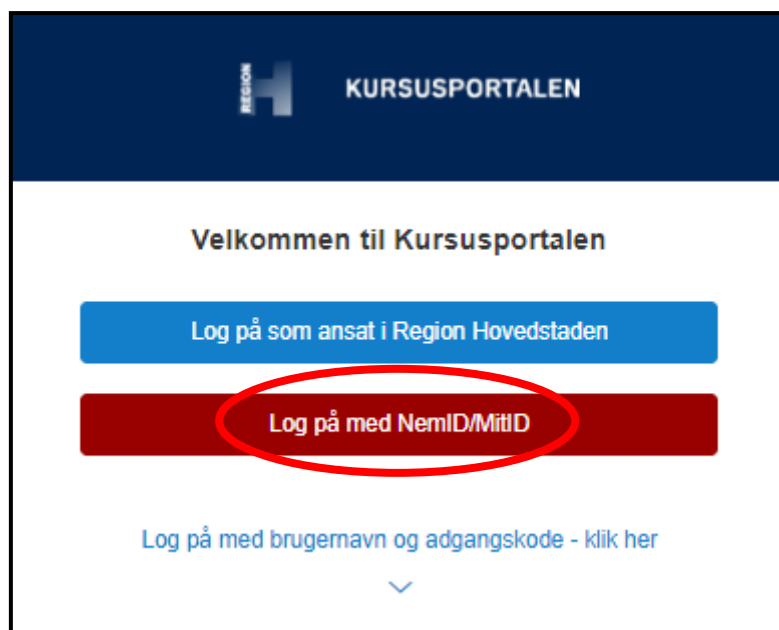 REGION
KURSUSPORTALEN
Velkommen til Kursusportalen
Log på som ansat i Region Hovedstaden
Log på med NemID/MitID
Log på med brugernavn og adgangskode - klik her